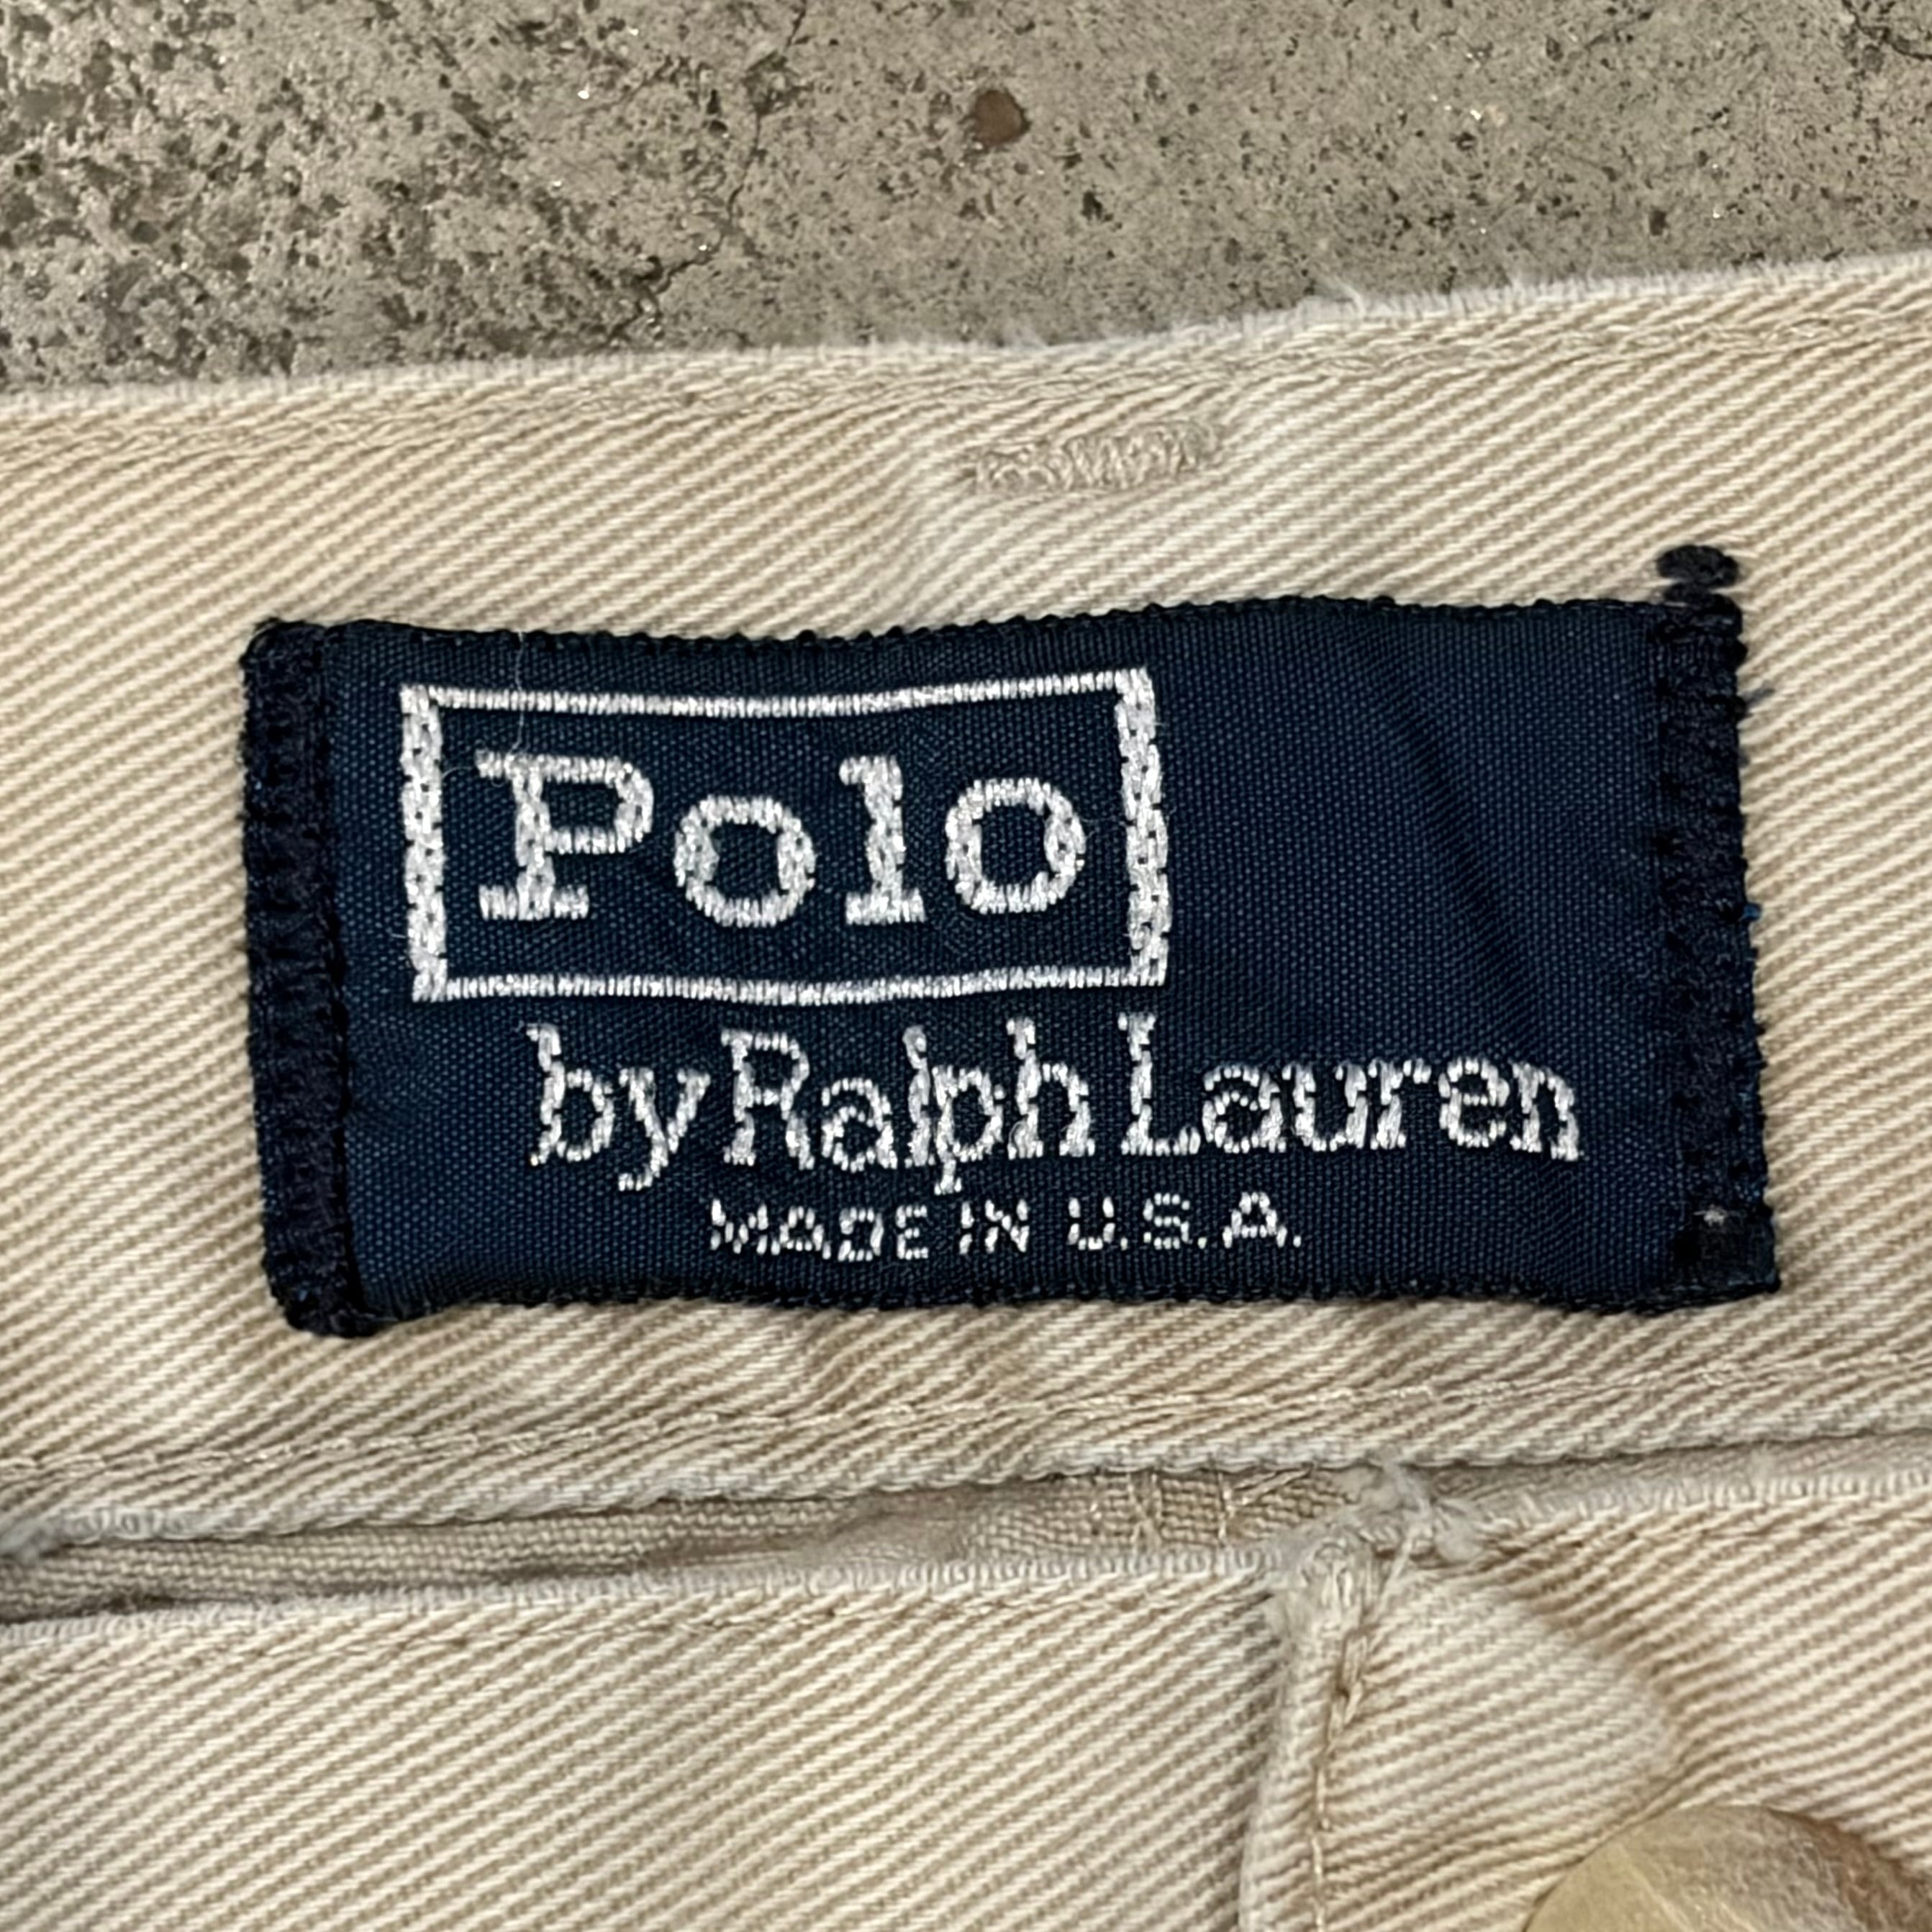 Polo
by Ralph Lauren
MADE IN U.S.A.